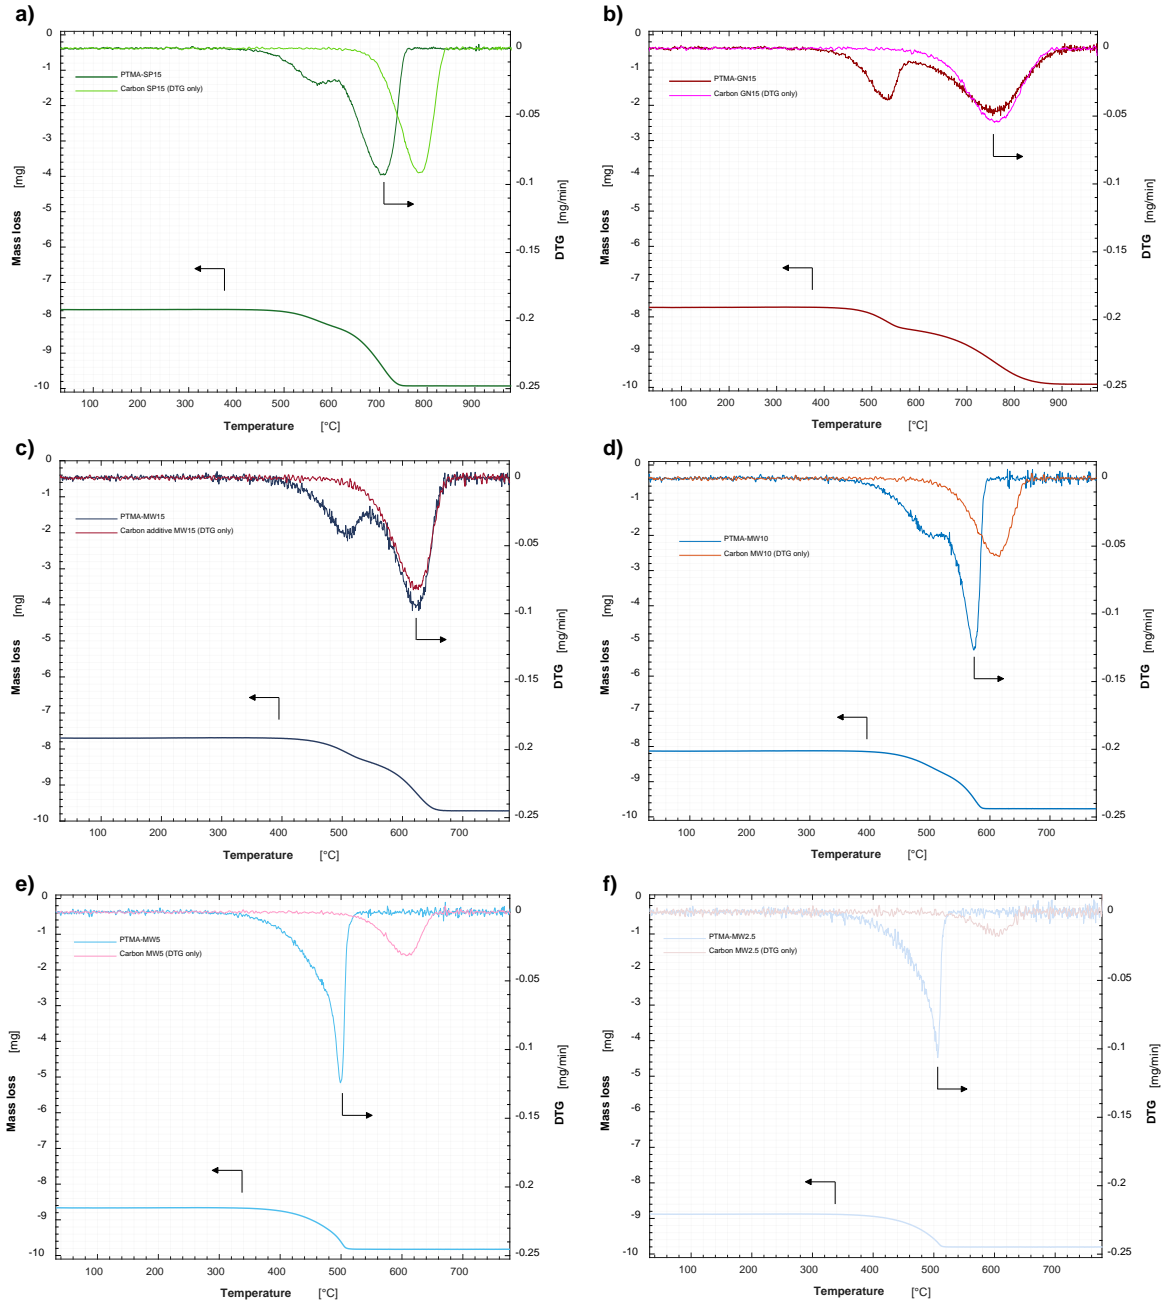 a)
0
-1
-2
-3
-4
-5
-6
-7
-8
-9
-10
Mass loss [mg]
PTMA-SP15
Carbon SP15 (DTG only)
0
-0.05
-0.1
-0.15
-0.2
-0.25
DTG [mg/min]
100 200 300 400 500 600 700 800 900
Temperature [°C]
b)
0
-1
-2
-3
-4
-5
-6
-7
-8
-9
-10
Mass loss [mg]
PTMA-GN15
Carbon GN15 (DTG only)
0
-0.05
-0.1
-0.15
-0.2
-0.25
DTG [mg/min]
100 200 300 400 500 600 700 800 900
Temperature [°C]
c)
0
-1
-2
-3
-4
-5
-6
-7
-8
-9
-10
Mass loss [mg]
PTMA-MW15
Carbon additive MW15 (DTG only)
0
-0.05
-0.1
-0.15
-0.2
-0.25
DTG [mg/min]
100 200 300 400 500 600 700
Temperature [°C]
d)
0
-1
-2
-3
-4
-5
-6
-7
-8
-9
-10
Mass loss [mg]
PTMA-MW10
Carbon MW10 (DTG only)
0
-0.05
-0.1
-0.15
-0.2
-0.25
DTG [mg/min]
100 200 300 400 500 600 700
Temperature [°C]
e)
0
-1
-2
-3
-4
-5
-6
-7
-8
-9
-10
Mass loss [mg]
PTMA-MW5
Carbon MW5 (DTG only)
0
-0.05
-0.1
-0.15
-0.2
-0.25
DTG [mg/min]
100 200 300 400 500 600 700
Temperature [°C]
f)
0
-1
-2
-3
-4
-5
-6
-7
-8
-9
-10
Mass loss [mg]
PTMA-MW2.5
Carbon MW2.5 (DTG only)
0
-0.05
-0.1
-0.15
-0.2
-0.25
DTG [mg/min]
100 200 300 400 500 600 700
Temperature [°C]